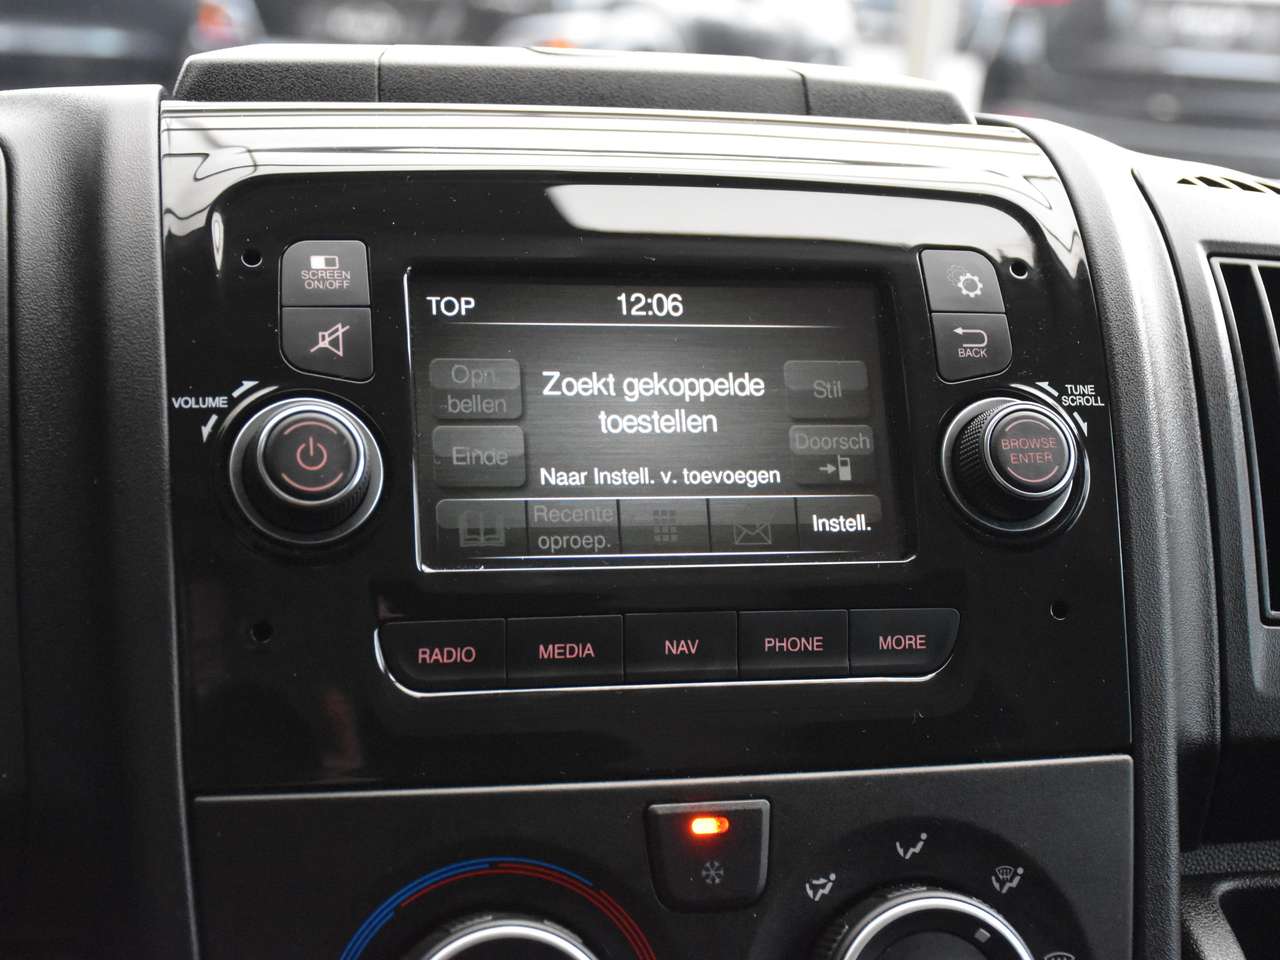 SCREEN
ON/OFF
TOP
12:06
BACK
VOLUME
TUNE
SCROLL
Opn.
bellen
Zoekt gekoppelde
toestellen
Stil
Einde
Doorsch
BROWSE
ENTER
Naar Instell. v. toevoegen
Recente
oproep.
Instell.
RADIO
MEDIA
NAV
PHONE
MORE